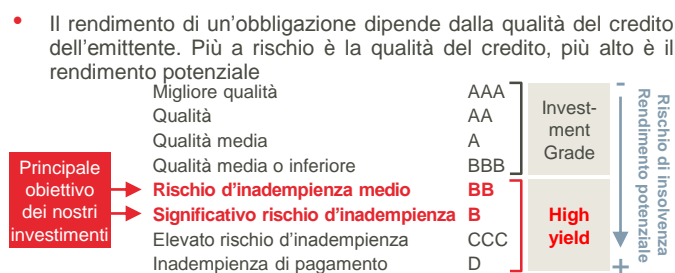 • Il rendimento di un'obbligazione dipende dalla qualità del credito
dell'emittente. Più a rischio è la qualità del credito, più alto è il
rendimento potenziale
Migliore qualità AAA
Qualità AA
Qualità media A
Qualità media o inferiore BBB
Rischio d'inadempienza medio BB
Significativo rischio d'inadempienza B
Elevato rischio d'inadempienza CCC
Inadempienza di pagamento D
Principale
obiettivo
dei nostri
investimenti
Invest-
ment
Grade
High
yield
-
Rischio di insolvenza
Rendimento potenziale
+